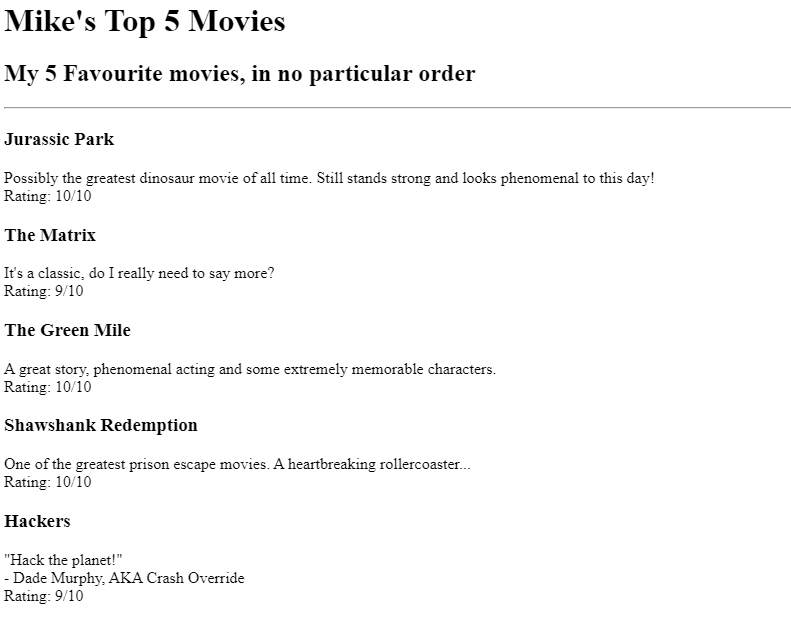 Mike's Top 5 Movies
My 5 Favourite movies, in no particular order
Jurassic Park
Possibly the greatest dinosaur movie of all time. Still stands strong and looks phenomenal to this day!
Rating: 10/10
The Matrix
It's a classic, do I really need to say more?
Rating: 9/10
The Green Mile
A great story, phenomenal acting and some extremely memorable characters.
Rating: 10/10
Shawshank Redemption
One of the greatest prison escape movies. A heartbreaking rollercoaster...
Rating: 10/10
Hackers
"Hack the planet!"
- Dade Murphy, AKA Crash Override
Rating: 9/10